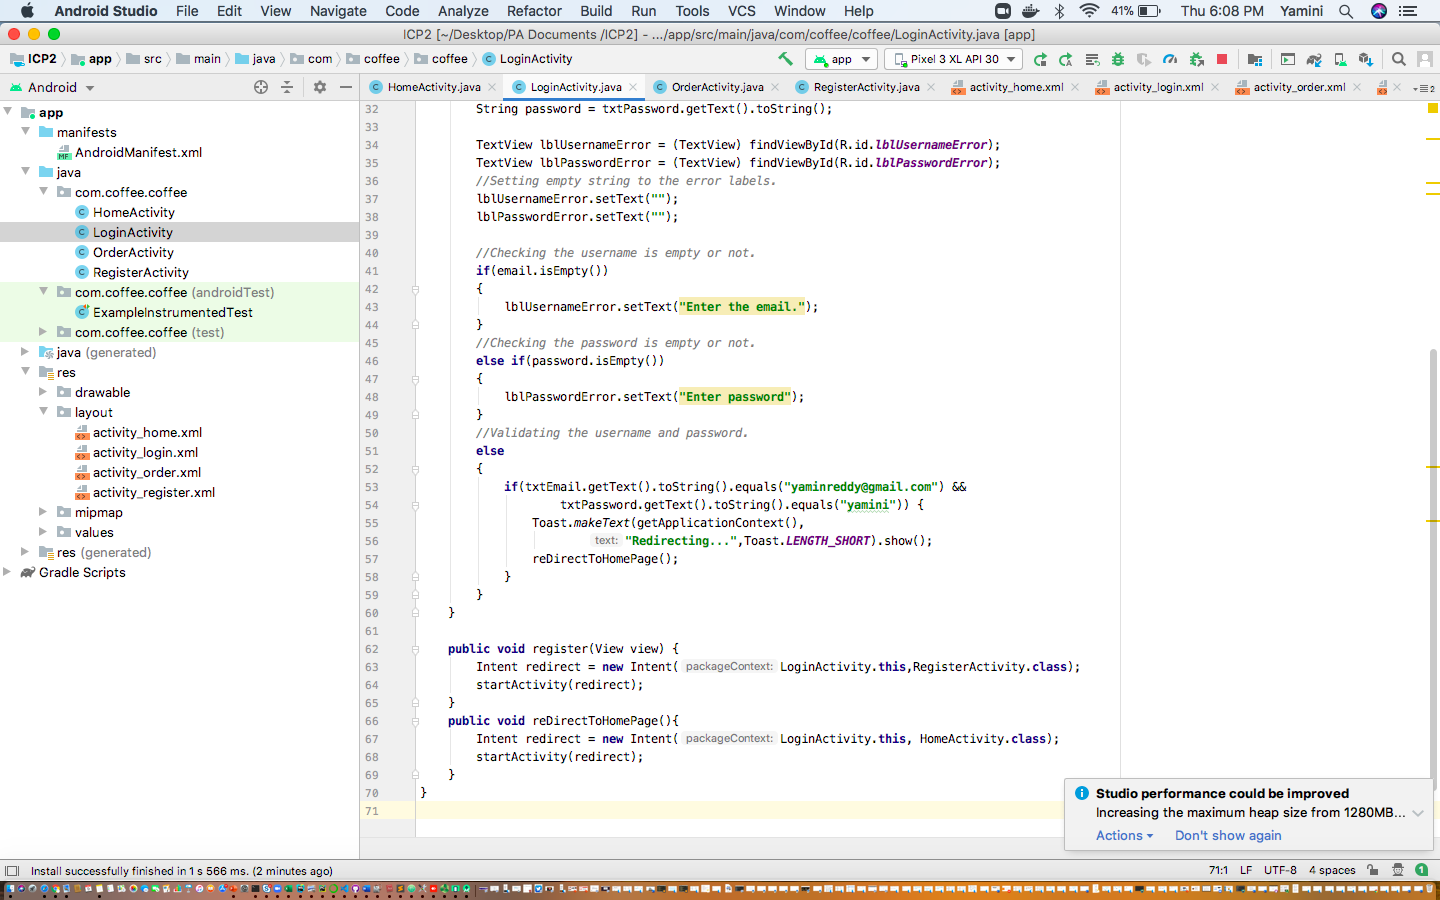 Android Studio File Edit View Navigate Code Analyze Refactor Build Run Tools VCS Window Help 41% Thu 6:08 PM Yamini
ICP2 [~/Desktop/PA Documents /ICP2] - .../app/src/main/java/com/coffee/coffee/LoginActivity.java [app]
ICP2 app src main java com coffee coffee LoginActivity app Pixel 3 XL API 30
Android
HomeActivity.java LoginActivity.java OrderActivity.java RegisterActivity.java activity_home.xml activity_login.xml activity_order.xml 2
app
manifests
AndroidManifest.xml
java
com.coffee.coffee
HomeActivity
LoginActivity
OrderActivity
RegisterActivity
com.coffee.coffee (androidTest)
ExampleInstrumentedTest
com.coffee.coffee (test)
java (generated)
res
drawable
layout
activity_home.xml
activity_login.xml
activity_order.xml
activity_register.xml
mipmap
values
res (generated)
Gradle Scripts
32 String password = txtPassword.getText().toString();
33
34 TextView lblUsernameError = (TextView) findViewById(R.id.lblUsernameError);
35 TextView lblPasswordError = (TextView) findViewById(R.id.lblPasswordError);
36 //Setting empty string to the error labels.
37 lblUsernameError.setText("");
38 lblPasswordError.setText("");
39
40 //Checking the username is empty or not.
41 if(email.isEmpty())
42 {
43 lblUsernameError.setText("Enter the email.");
44 }
45 //Checking the password is empty or not.
46 else if(password.isEmpty())
47 {
48 lblPasswordError.setText("Enter password");
49 }
50 //Validating the username and password.
51 else
52 {
53 if(txtEmail.getText().toString().equals("yaminreddy@gmail.com") &&
54 txtPassword.getText().toString().equals("yamini")) {
55 Toast.makeText(getApplicationContext(),
56 text: "Redirecting...",Toast.LENGTH_SHORT).show();
57 reDirectToHomePage();
58 }
59 }
60 }
61
62 public void register(View view) {
63 Intent redirect = new Intent( packageContext: LoginActivity.this,RegisterActivity.class);
64 startActivity(redirect);
65 }
66 public void reDirectToHomePage(){
67 Intent redirect = new Intent( packageContext: LoginActivity.this, HomeActivity.class);
68 startActivity(redirect);
69 }
70 }
71
Studio performance could be improved
Increasing the maximum heap size from 1280MB...
Actions Don't show again
Install successfully finished in 1 s 566 ms. (2 minutes ago) 71:1 LF UTF-8 4 spaces 1